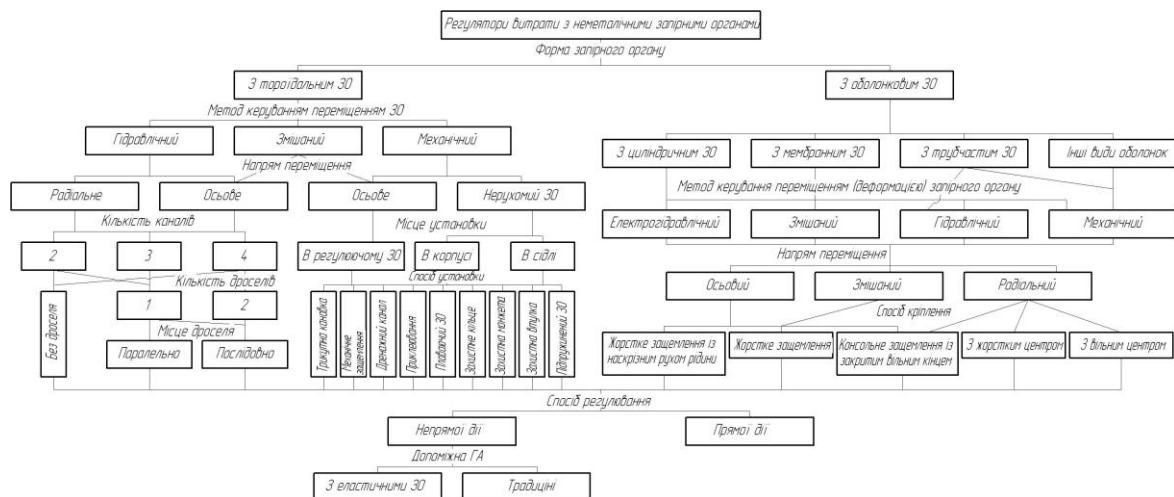 Регулятори витрати з неметалічними запірними органами
Форма запірного органу
З тороїдальним ЗО
З оболонковим ЗО
Метод керуванням переміщенням ЗО
Гідравлічний
Змішаний
Механічний
З циліндричним ЗО
З мембранним ЗО
З трубчастим ЗО
Інші види оболонок
Напрям переміщення
Метод керування переміщенням (деформацією) запірного органу
Радіальне
Осьове
Осьове
Нерухомий ЗО
Електрогідравлічний
Змішаний
Гідравлічний
Механічний
Кількість каналів
Місце установки
2
3
4
В регулюючому ЗО
В корпусі
В сідлі
Напрям переміщення
Кількість дроселів
Спосіб установки
Осьовий
Змішаний
Радіальний
Без дроселя
1
2
Трикутна канавка
Механічне
защемлення
Дренажний канал
Приклеювання
Плаваючий ЗО
Захистне кільце
Захистна манжета
Захистна втулка
Підпружинений ЗО
Спосіб кріплення
Місце дроселя
Паралельно
Послідовно
Жорстке защемлення із
наскрізним рухом рідини
Жорстке защемлення
Консольне защемлення із
закритим вільним кінцем
З жорстким центром
З вільним центром
Спосіб регулювання
Непрямої дії
Прямої дії
Допоміжна ГА
З еластичними ЗО
Традиціні